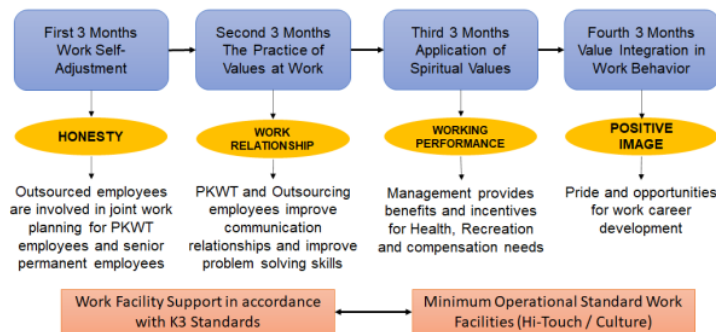 First 3 Months
Work Self-
Adjustment
Second 3 Months
The Practice of
Values at Work
Third 3 Months
Application of
Spiritual Values
Fourth 3 Months
Value Integration in
Work Behavior
HONESTY
WORK
RELATIONSHIP
WORKING
PERFORMANCE
POSITIVE
IMAGE
Outsourced employees
are involved in joint work
planning for PKWT
employees and senior
permanent employees
PKWT and Outsourcing
employees improve
communication
relationships and improve
problem solving skills
Management provides
benefits and incentives
for Health, Recreation
and compensation needs
Pride and opportunities
for work career
development
Work Facility Support in accordance
with K3 Standards
Minimum Operational Standard Work
Facilities (Hi-Touch / Culture)